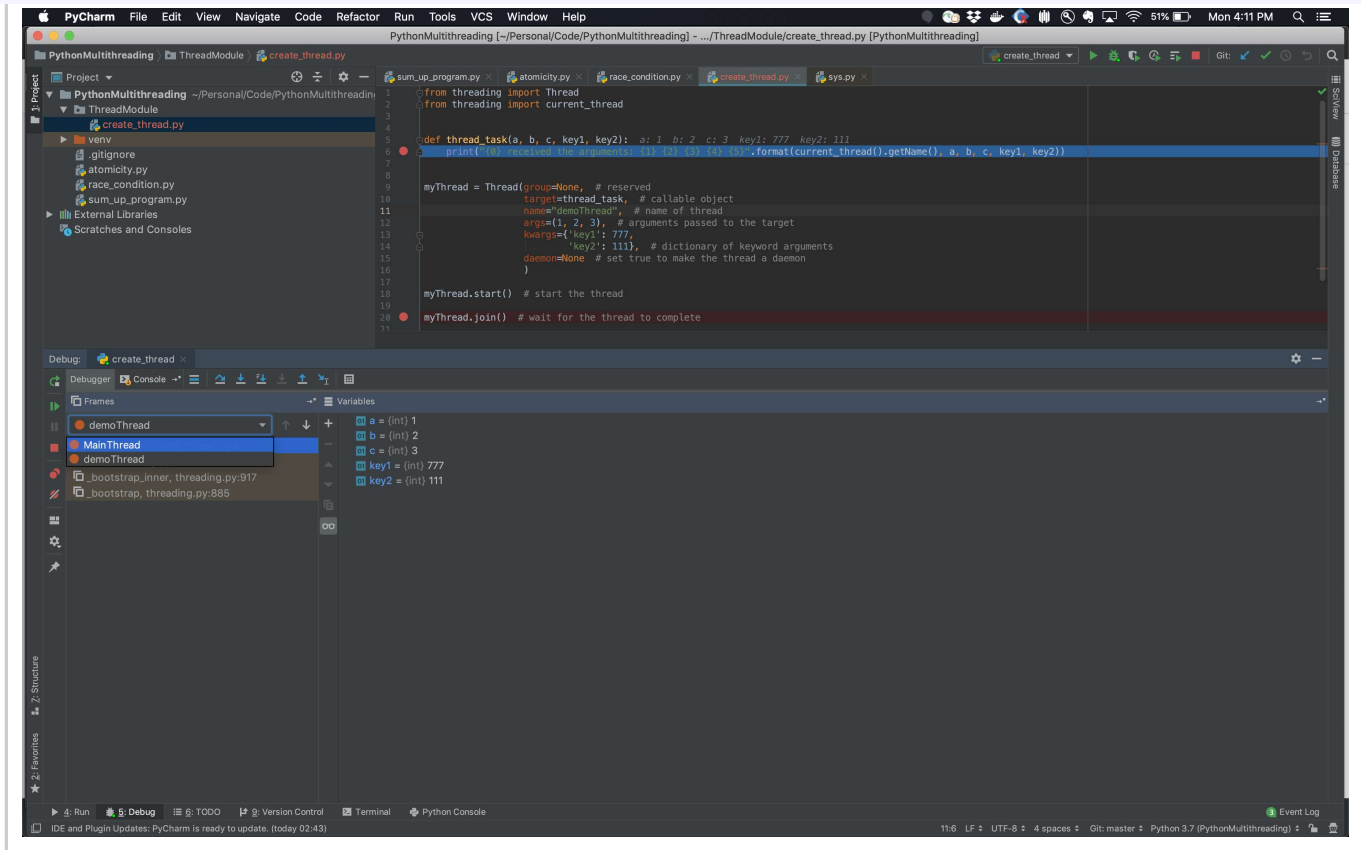 PyCharm File Edit View Navigate Code Refactor Run Tools VCS Window Help 51% Mon 4:11 PM
PythonMultithreading [~/Personal/Code/PythonMultithreading] - .../ThreadModule/create_thread.py [PythonMultithreading]
PythonMultithreading ThreadModule create_thread.py create_thread Git:
Project
sum_up_program.py atomicity.py race_condition.py create_thread.py sys.py
PythonMultithreading ~/Personal/Code/PythonMultithreading
ThreadModule
create_thread.py
venv
.gitignore
atomicity.py
race_condition.py
sum_up_program.py
External Libraries
Scratches and Consoles
1 from threading import Thread
2 from threading import current_thread
3
4
5 def thread_task(a, b, c, key1, key2): a: 1 b: 2 c: 3 key1: 777 key2: 111
6 print("{0} received the arguments: {1} {2} {3} {4} {5}".format(current_thread().getName(), a, b, c, key1, key2))
7
8
9 myThread = Thread(group=None, # reserved
10 target=thread_task, # callable object
11 name="demoThread", # name of thread
12 args=(1, 2, 3), # arguments passed to the target
13 kwargs={'key1': 777,
14 'key2': 111}, # dictionary of keyword arguments
15 daemon=None # set true to make the thread a daemon
16 )
17
18 myThread.start() # start the thread
19
20 myThread.join() # wait for the thread to complete
21
1: Project
SciView
Database
Debug: create_thread
Debugger Console
Frames
Variables
demoThread
MainThread
demoThread
_bootstrap_inner, threading.py:917
_bootstrap, threading.py:885
a = {int} 1
b = {int} 2
c = {int} 3
key1 = {int} 777
key2 = {int} 111
7: Structure
2: Favorites
4: Run 5: Debug 6: TODO 9: Version Control Terminal Python Console 3 Event Log
IDE and Plugin Updates: PyCharm is ready to update. (today 02:43) 11:6 LF UTF-8 4 spaces Git: master Python 3.7 (PythonMultithreading)